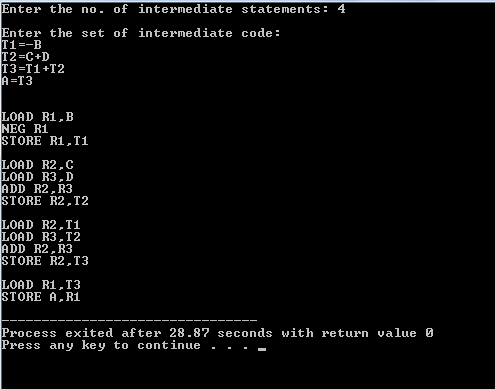 Enter the no. of intermediate statements: 4
Enter the set of intermediate code:
T1=-B
T2=C+D
T3=T1+T2
A=T3
LOAD R1,B
NEG R1
STORE R1,T1
LOAD R2,C
LOAD R3,D
ADD R2,R3
STORE R2,T2
LOAD R2,T1
LOAD R3,T2
ADD R2,R3
STORE R2,T3
LOAD R1,T3
STORE A,R1
--------------------------------
Process exited after 28.87 seconds with return value 0
Press any key to continue . . . _